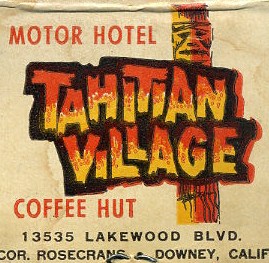 MOTOR HOTEL
TAHITIAN
VILLAGE
COFFEE HUT
13535 LAKEWOOD BLVD.
COR. ROSECRANS DOWNEY, CALIF